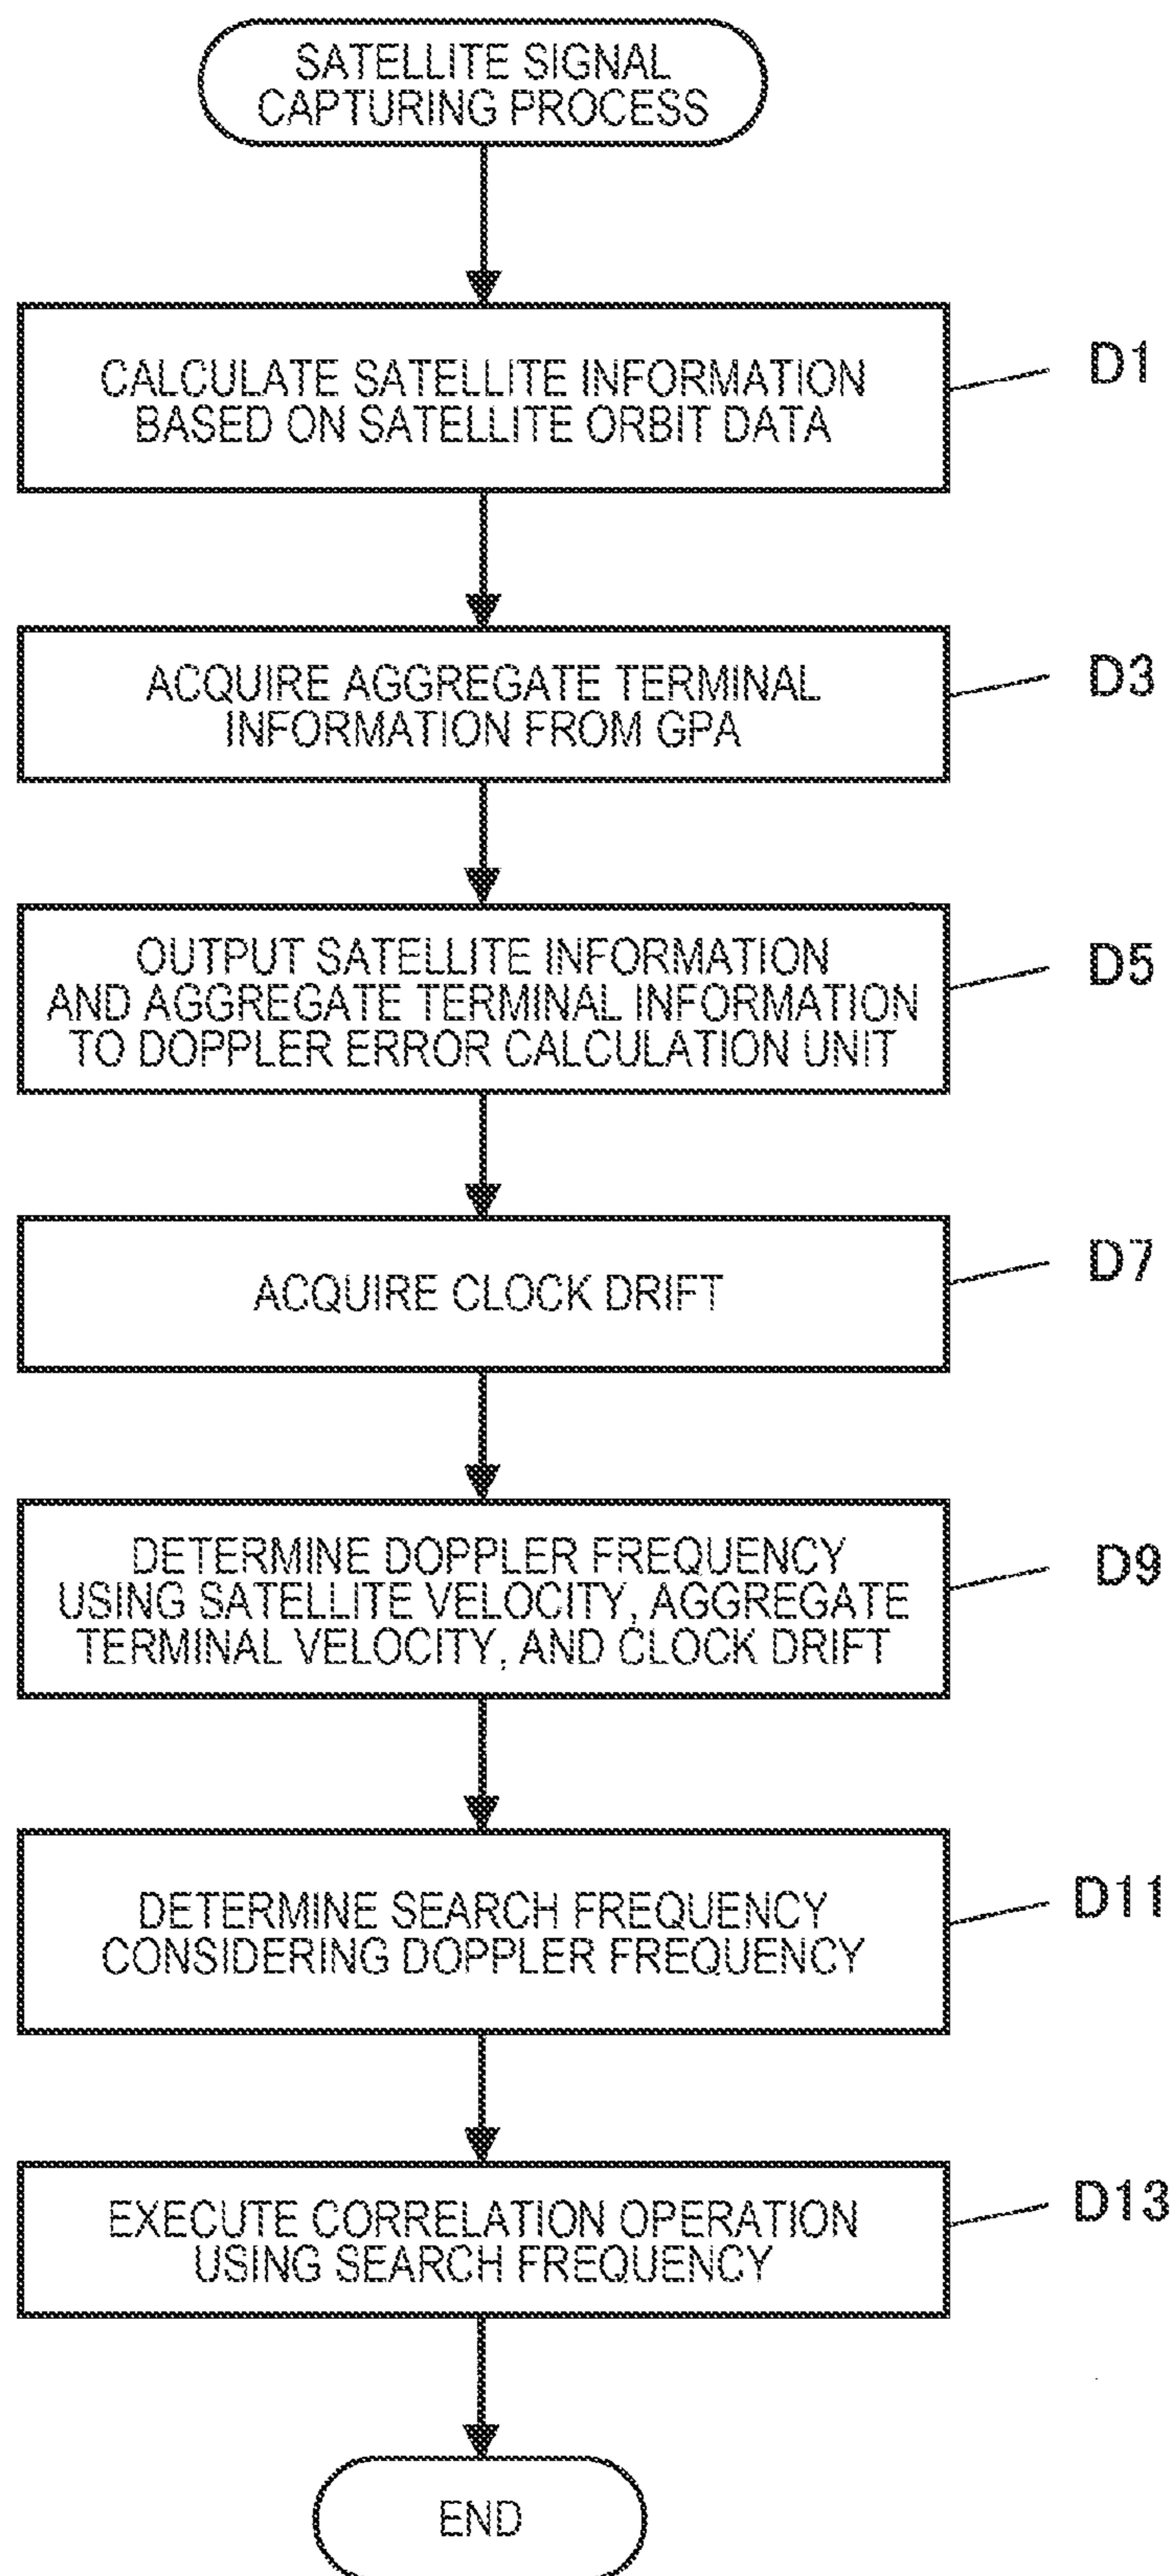 SATELLITE SIGNAL
CAPTURING PROCESS
CALCULATE SATELLITE INFORMATION
BASED ON SATELLITE ORBIT DATA
D1
ACQUIRE AGGREGATE TERMINAL
INFORMATION FROM GPA
D3
OUTPUT SATELLITE INFORMATION
AND AGGREGATE TERMINAL INFORMATION
TO DOPPLER ERROR CALCULATION UNIT
D5
ACQUIRE CLOCK DRIFT
D7
DETERMINE DOPPLER FREQUENCY
USING SATELLITE VELOCITY, AGGREGATE
TERMINAL VELOCITY, AND CLOCK DRIFT
D9
DETERMINE SEARCH FREQUENCY
CONSIDERING DOPPLER FREQUENCY
D11
EXECUTE CORRELATION OPERATION
USING SEARCH FREQUENCY
D13
END